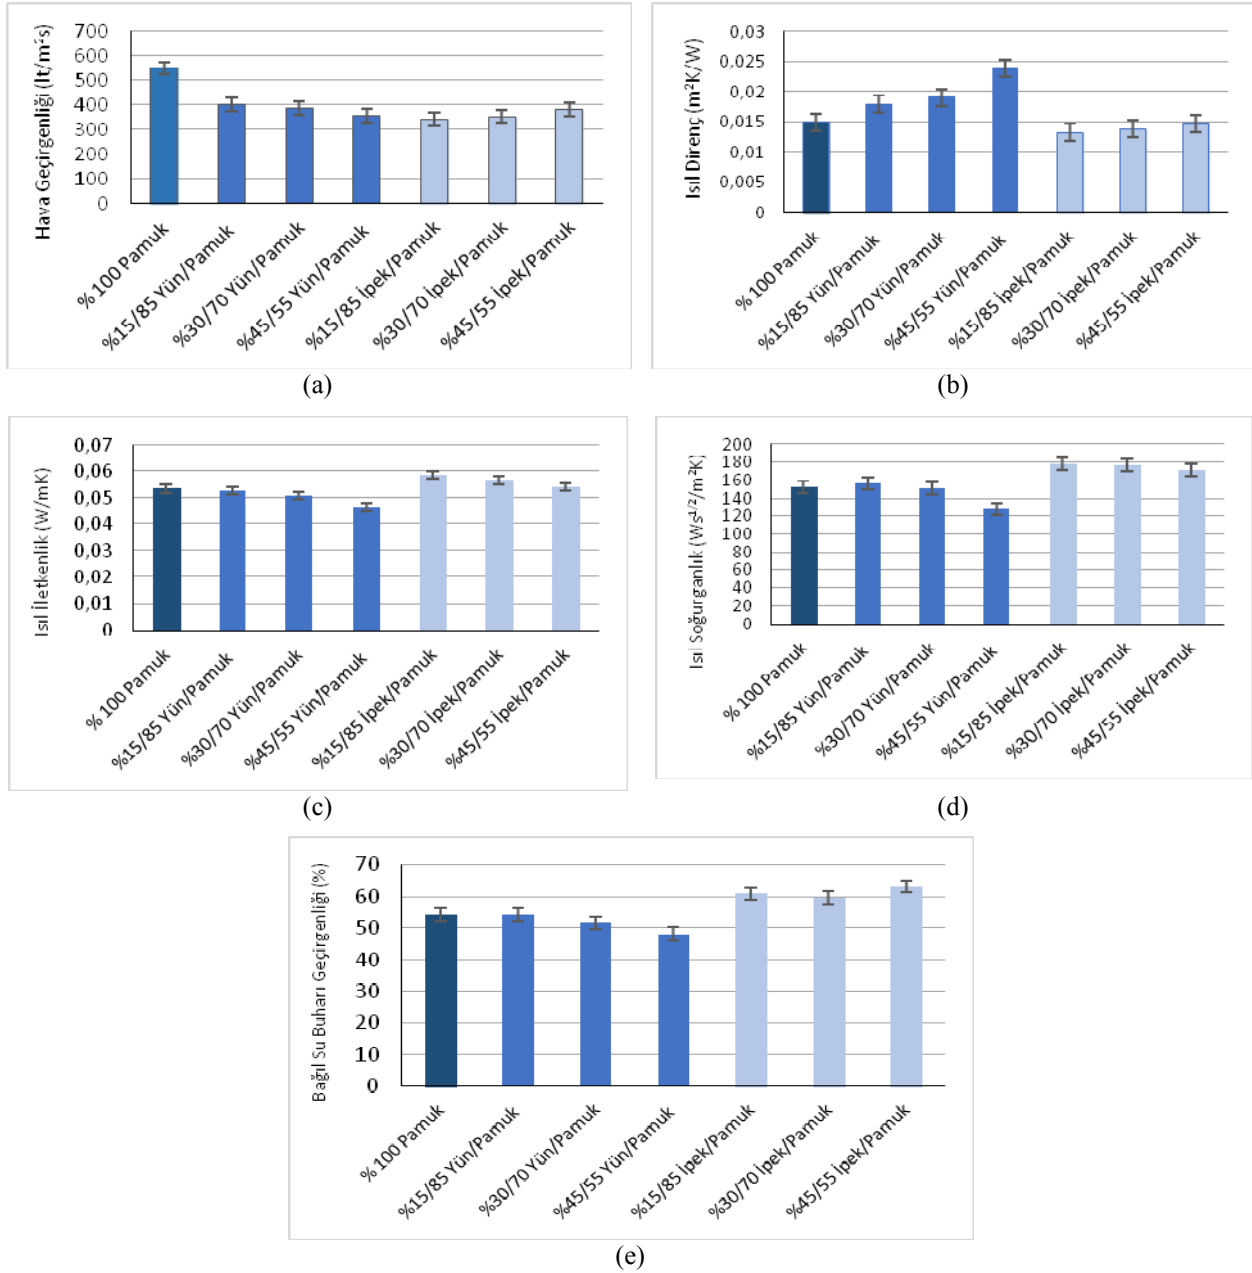 Hava Geçirgenliği (lt/m²s)
700
600
500
400
300
200
100
0
% 100 Pamuk
%15/85 Yün/Pamuk
%30/70 Yün/Pamuk
%45/55 Yün/Pamuk
%15/85 İpek/Pamuk
%30/70 İpek/Pamuk
%45/55 İpek/Pamuk
(a)
Isıl Direnç (m²K/W)
0,03
0,025
0,02
0,015
0,01
0,005
0
% 100 Pamuk
%15/85 Yün/Pamuk
%30/70 Yün/Pamuk
%45/55 Yün/Pamuk
%15/85 İpek/Pamuk
%30/70 İpek/Pamuk
%45/55 İpek/Pamuk
(b)
Isıl İletkenlik (W/mK)
0,07
0,06
0,05
0,04
0,03
0,02
0,01
0
% 100 Pamuk
%15/85 Yün/Pamuk
%30/70 Yün/Pamuk
%45/55 Yün/Pamuk
%15/85 İpek/Pamuk
%30/70 İpek/Pamuk
%45/55 İpek/Pamuk
(c)
Isıl Soğurganlık (Ws¹/²/m²K)
200
180
160
140
120
100
80
60
40
20
0
% 100 Pamuk
%15/85 Yün/Pamuk
%30/70 Yün/Pamuk
%45/55 Yün/Pamuk
%15/85 İpek/Pamuk
%30/70 İpek/Pamuk
%45/55 İpek/Pamuk
(d)
Bağıl Su Buharı Geçirgenliği (%)
70
60
50
40
30
20
10
0
% 100 Pamuk
%15/85 Yün/Pamuk
%30/70 Yün/Pamuk
%45/55 Yün/Pamuk
%15/85 İpek/Pamuk
%30/70 İpek/Pamuk
%45/55 İpek/Pamuk
(e)